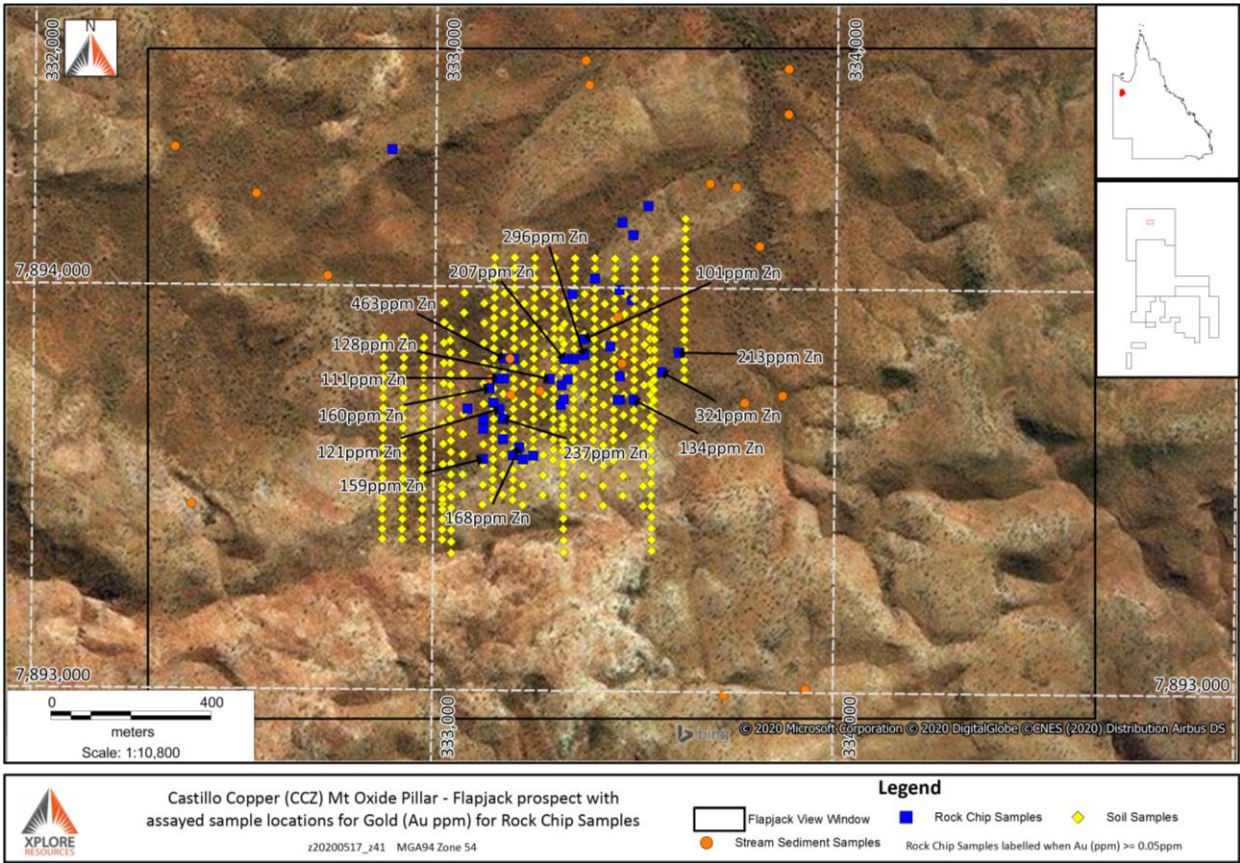 N
332,000
333,000
334,000
296ppm Zn
7,894,000
207ppm Zn
101ppm Zn
463ppm Zn
128ppm Zn
213ppm Zn
111ppm Zn
160ppm Zn
321ppm Zn
121ppm Zn
237ppm Zn
134ppm Zn
159ppm Zn
168ppm Zn
7,893,000
7,893,000
0 400
meters
Scale: 1:10,800
333,000
334,000
bing
© 2020 Microsoft Corporation © 2020 DigitalGlobe ©CNES (2020) Distribution Airbus DS
XPLORE
RESOURCES
Castillo Copper (CCZ) Mt Oxide Pillar - Flapjack prospect with
assayed sample locations for Gold (Au ppm) for Rock Chip Samples
z20200517_z41 MGA94 Zone 54
Legend
Flapjack View Window
Rock Chip Samples
Soil Samples
Stream Sediment Samples
Rock Chip Samples labelled when Au (ppm) >= 0.05ppm